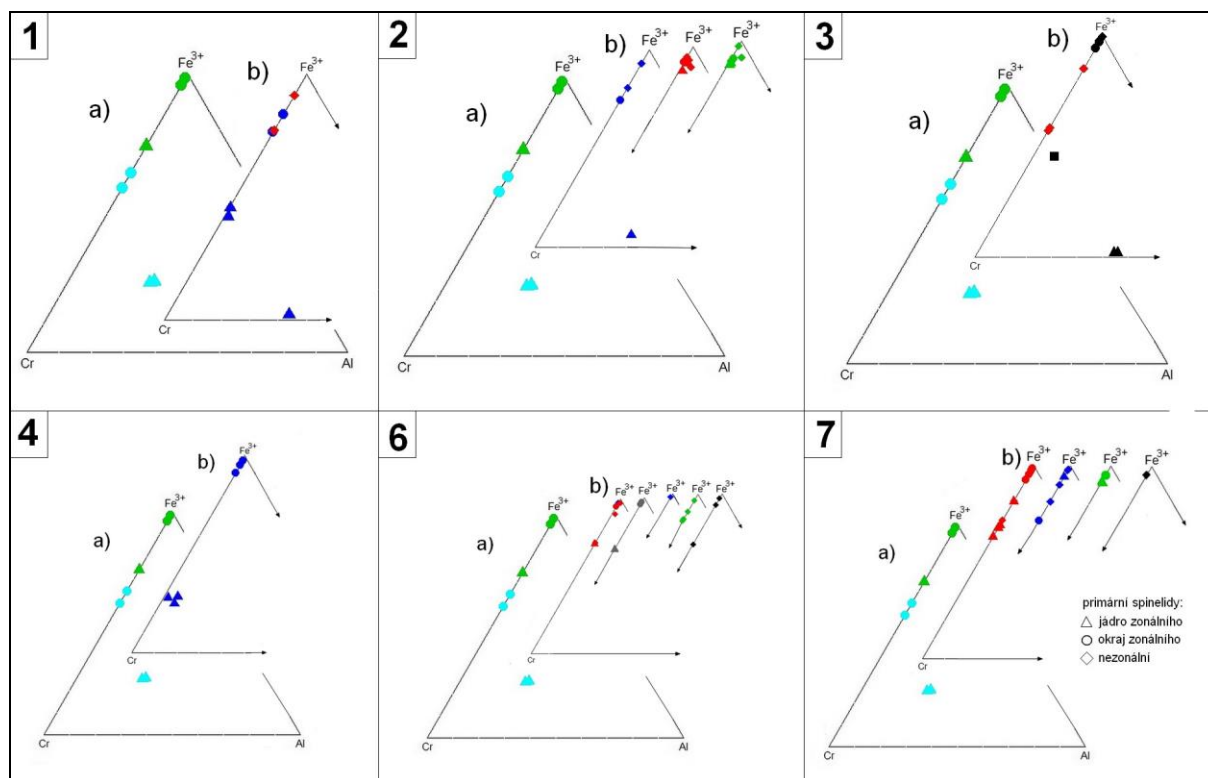 1
a)
Fe3+
b)
Fe3+
Cr
Cr
Al
2
a)
Fe3+
b)
Fe3+
Fe3+
Fe3+
Cr
Cr
Al
3
a)
Fe3+
b)
Fe3+
Cr
Cr
Al
4
a)
Fe3+
b)
Fe3+
Cr
Cr
Al
6
a)
Fe3+
b)
Fe3+
Fe3+
Fe3+
Fe3+
Fe3+
Cr
Cr
Al
7
a)
Fe3+
b)
Fe3+
Fe3+
Fe3+
Fe3+
Cr
Cr
Al
primární spinelidy:
jádro zonálního
okraj zonálního
nezonální